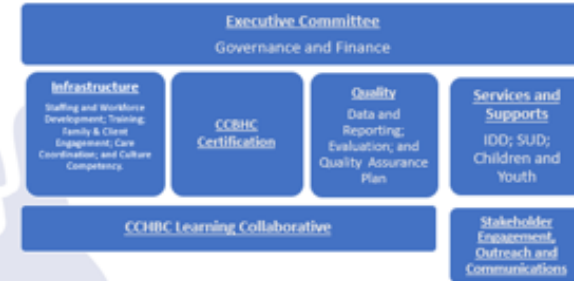 Executive Committee
Governance and Finance
Infrastructure
Staffing and Workforce
Development; Training;
Family & Client
Engagement; Care
Coordination; and Culture
Competency.
CCBHC
Certification
Quality
Data and
Reporting;
Evaluation; and
Quality Assurance
Plan
Services and
Supports
IDD; SUD;
Children and
Youth
CCHBC Learning Collaborative
Stakeholder
Engagement,
Outreach and
Communications